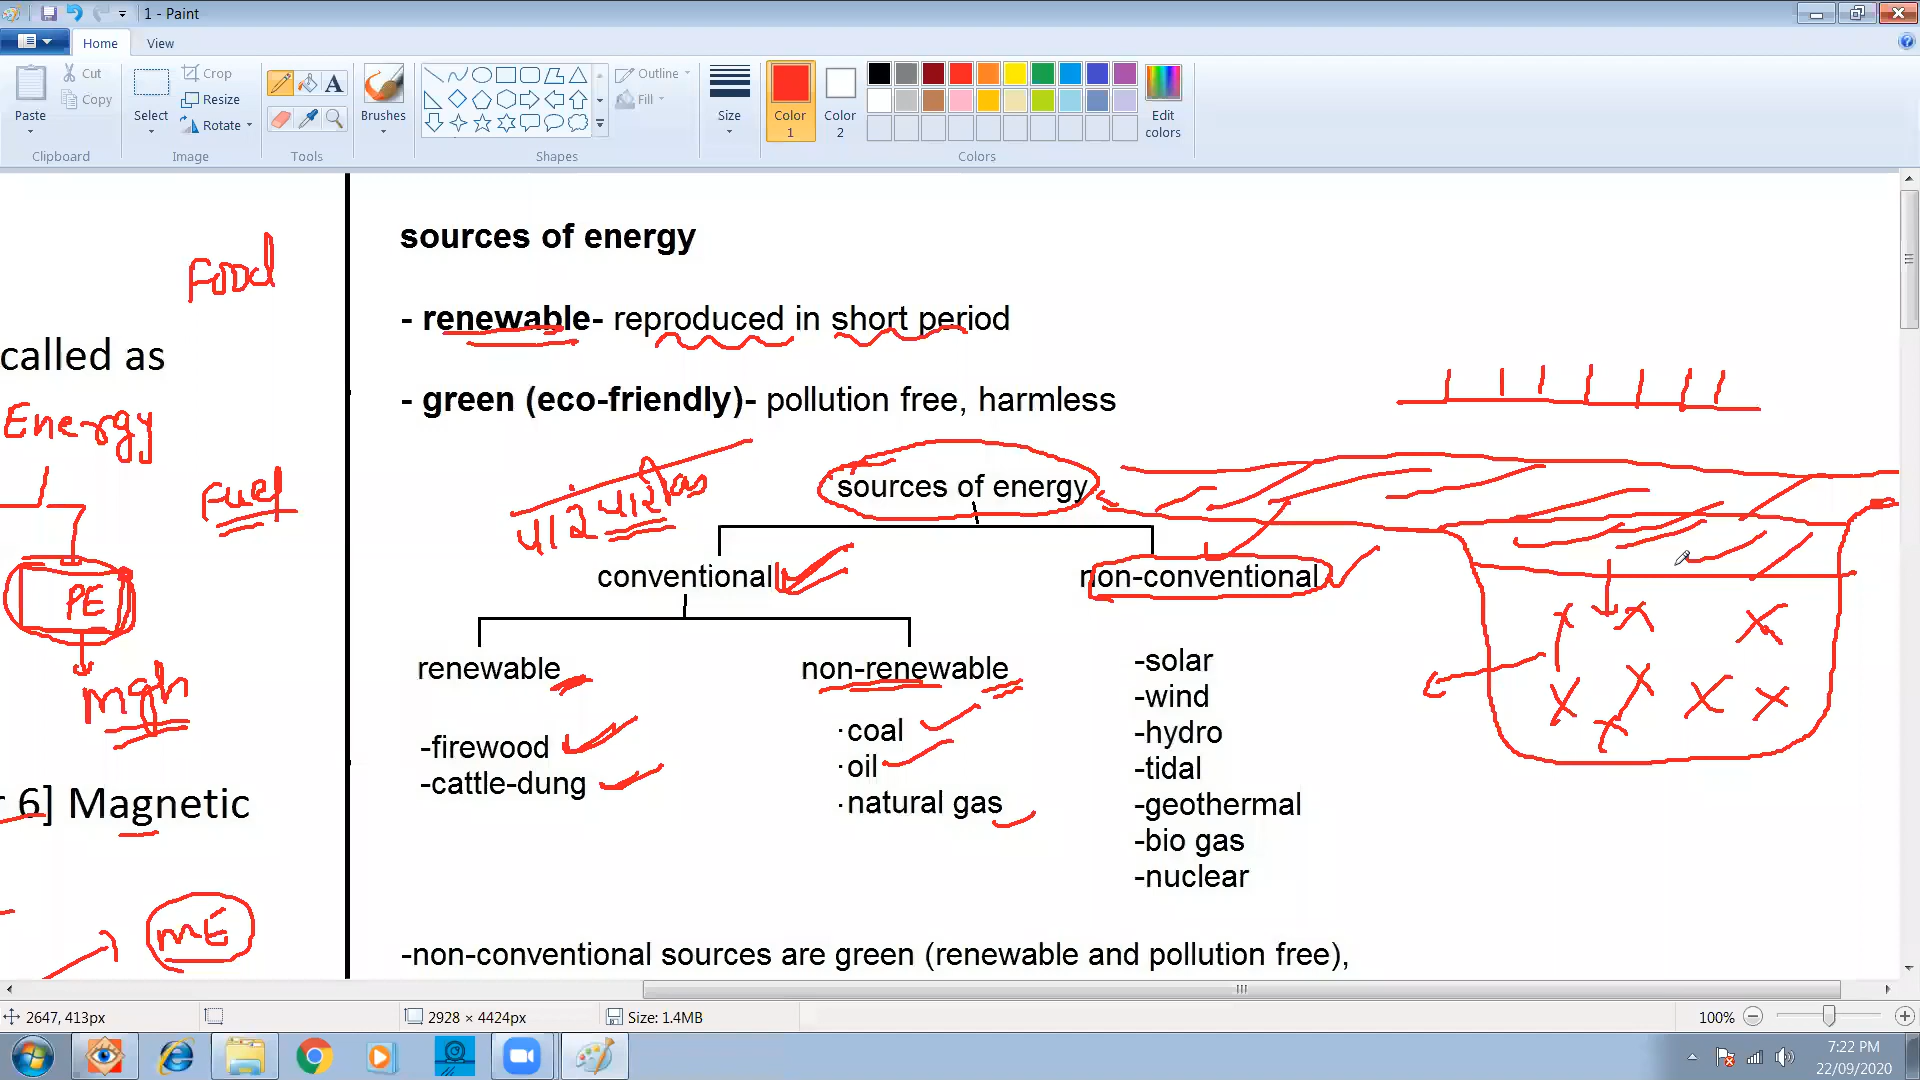 1 - Paint
Home
View
Paste
Cut
Copy
Clipboard
Select
Crop
Resize
Rotate
Image
Tools
Brushes
Shapes
Outline
Fill
Size
Color 1
Color 2
Edit colors
Colors
Food
called as
Energy
Fuel
PE
mgh
6] Magnetic
ME
sources of energy
- renewable- reproduced in short period
- green (eco-friendly)- pollution free, harmless
sources of energy
conventional
non-conventional
renewable
non-renewable
-firewood
-cattle-dung
·coal
·oil
·natural gas
-solar
-wind
-hydro
-tidal
-geothermal
-bio gas
-nuclear
-non-conventional sources are green (renewable and pollution free),
2647, 413px
2928 × 4424px
Size: 1.4MB
100%
7:22 PM
22/09/2020